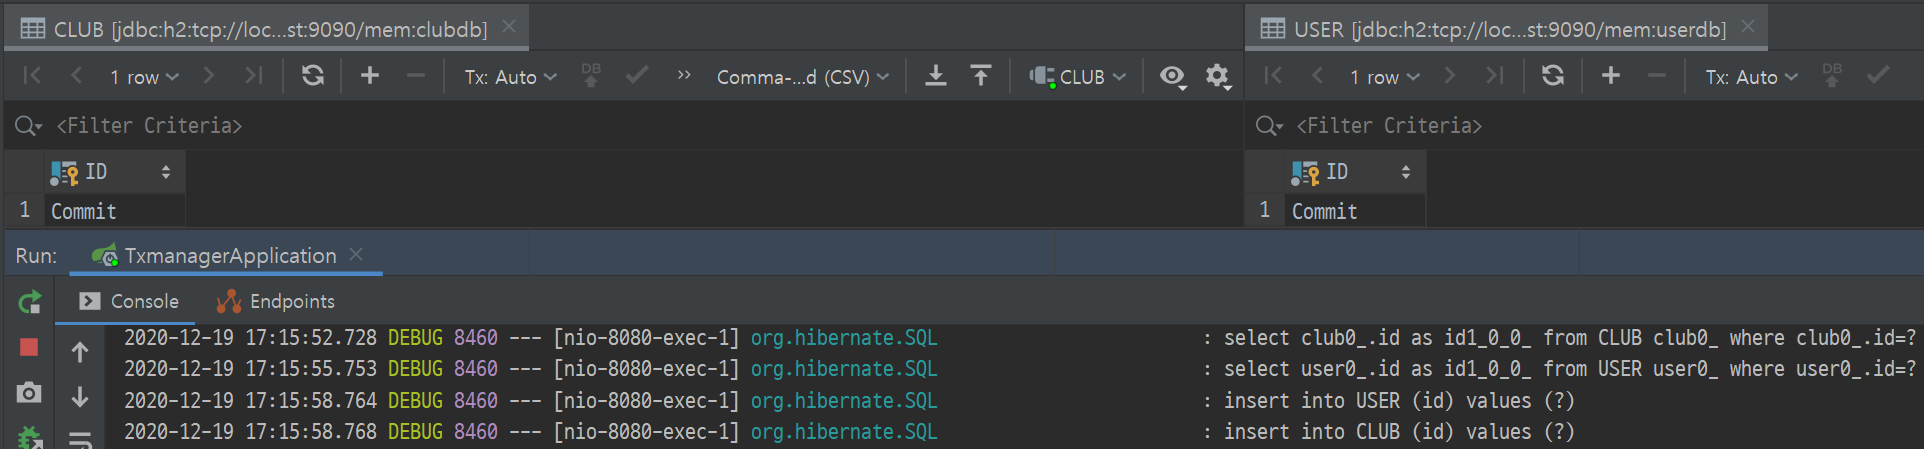 CLUB [jdbc:h2:tcp://loc...st:9090/mem:clubdb]
USER [jdbc:h2:tcp://loc...st:9090/mem:userdb]
1 row Tx: Auto DB Comma-...d (CSV) CLUB
1 row Tx: Auto DB
<Filter Criteria>
<Filter Criteria>
ID
ID
1 Commit
1 Commit
Run: TxmanagerApplication
Console Endpoints
2020-12-19 17:15:52.728 DEBUG 8460 --- [nio-8080-exec-1] org.hibernate.SQL : select club0_.id as id1_0_0_ from CLUB club0_ where club0_.id=?
2020-12-19 17:15:55.753 DEBUG 8460 --- [nio-8080-exec-1] org.hibernate.SQL : select user0_.id as id1_0_0_ from USER user0_ where user0_.id=?
2020-12-19 17:15:58.764 DEBUG 8460 --- [nio-8080-exec-1] org.hibernate.SQL : insert into USER (id) values (?)
2020-12-19 17:15:58.768 DEBUG 8460 --- [nio-8080-exec-1] org.hibernate.SQL : insert into CLUB (id) values (?)